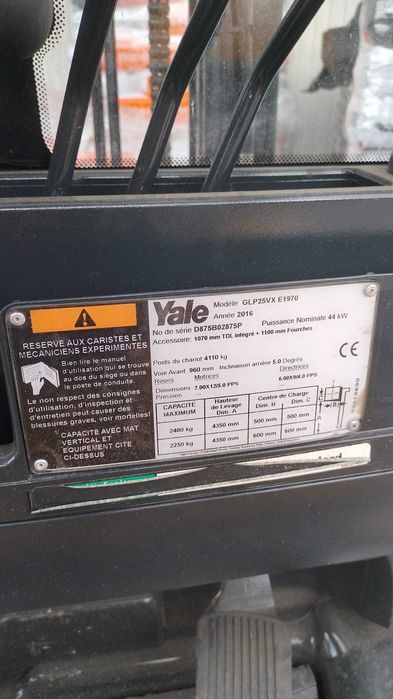 RESERVE AUX CARISTES ET
MECANICIENS EXPERIMENTES
Bien lire le manuel
d'utilisation qui se trouve
au dos du siège ou dans
le poste de conduite.
Le non respect des consignes
d'utilisation, d'inspection et
d'entretien peut causer des
blessures graves, voir mortelles!
CAPACITE AVEC MAT
VERTICAL ET
EQUIPEMENT CITE
CI-DESSUS
Yale
Modèle GLP25VX E1970
Année 2016
No de série D875B02875P Puissance Nominale 44 kW
Accessoire: 1070 mm TDL intégré + 1100 mm Fourches
Poids du chariot 4110 kg
Voie Avant 960 mm Inclinaison arrière 5.0 Degrés
Roues Motrices Directrices
Dimensions 7.00X12/5.0 PPS 6.00X9/4.0 PPS
Pression.
CE
CAPACITE MAXIMUM Hauteur de Levage Dim. A Centre de Charge Dim. B Dim. C
2480 kg 4350 mm 500 mm 500 mm
2250 kg 4350 mm 600 mm 600 mm